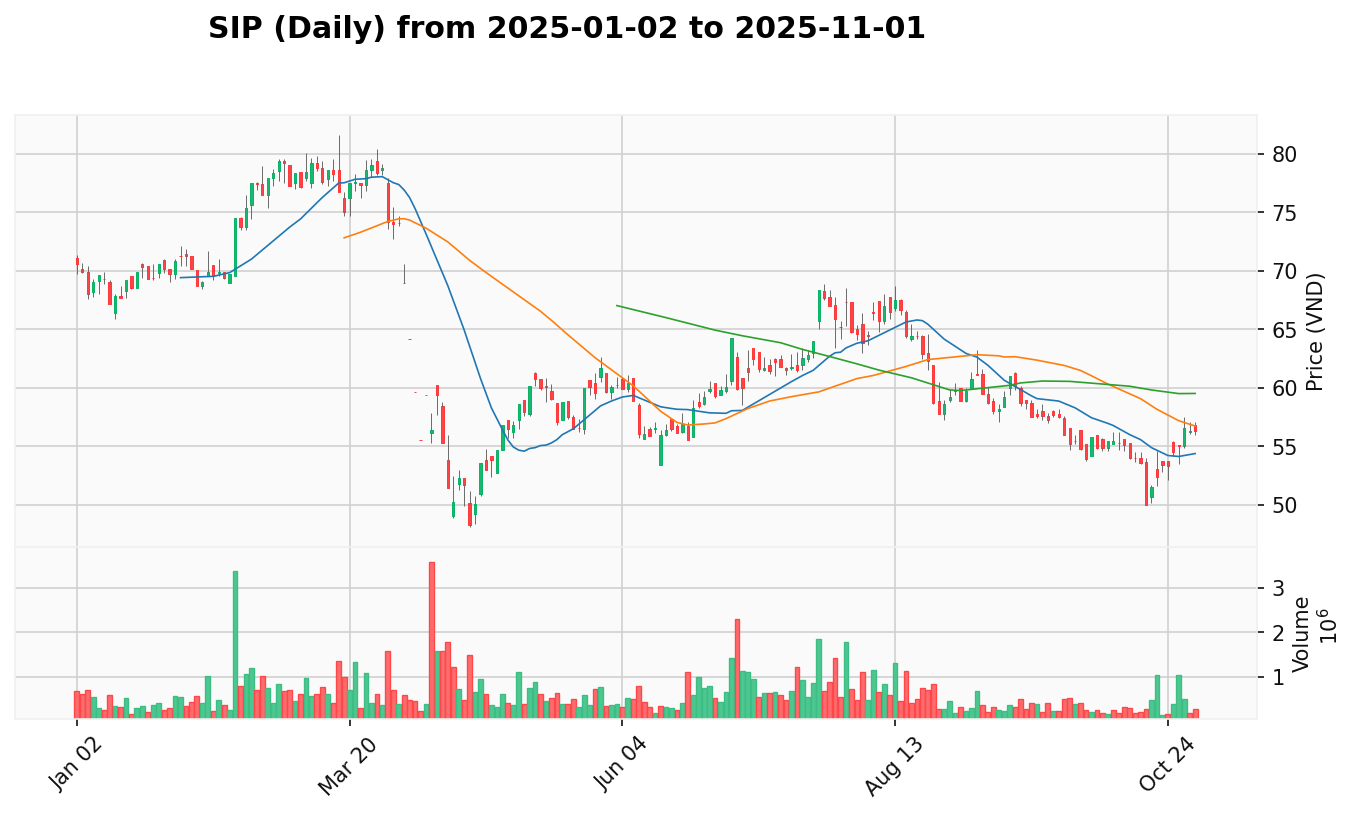 SIP (Daily) from 2025-01-02 to 2025-11-01
80
75
70
65
60
55
50
Price (VND)
3
2
1
Volume
10⁶
Jan 02
Mar 20
Jun 04
Aug 13
Oct 24